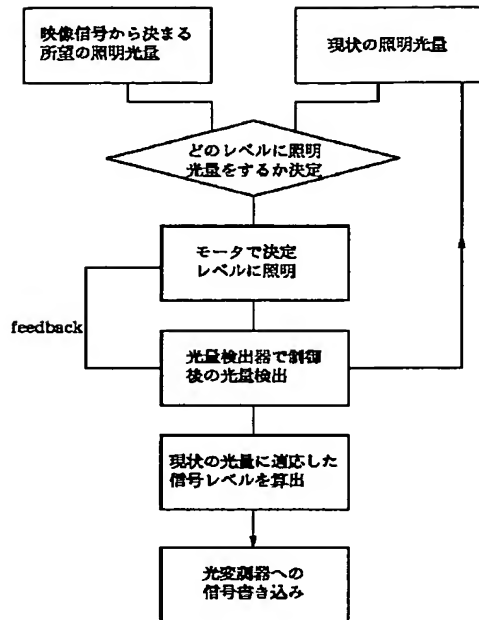 映像信号から決まる
所望の照明光量
現状の照明光量
どのレベルに照明
光量をするか決定
モータで決定
レベルに照明
feedback
光量検出器で制御
後の光量検出
現状の光量に適応した
信号レベルを算出
光変調器への
信号書き込み